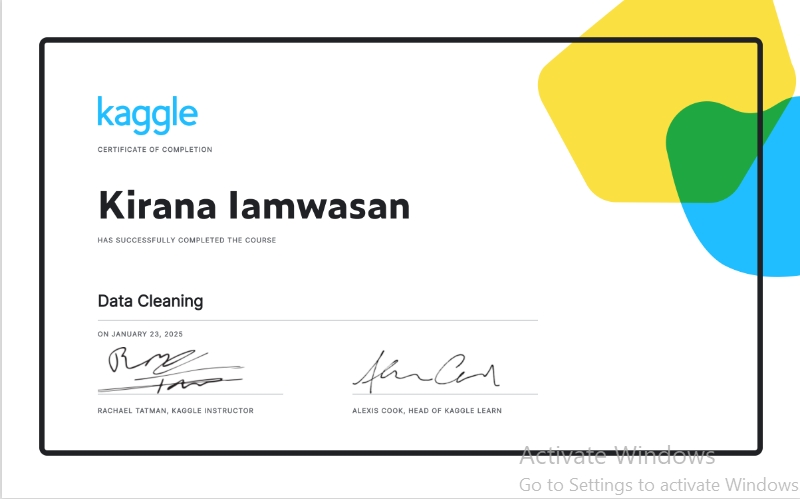 kaggle
CERTIFICATE OF COMPLETION
Kirana Iamwasan
HAS SUCCESSFULLY COMPLETED THE COURSE
Data Cleaning
ON JANUARY 23, 2025
RACHAEL TATMAN, KAGGLE INSTRUCTOR
ALEXIS COOK, HEAD OF KAGGLE LEARN
Activate Windows
Go to Settings to activate Windows